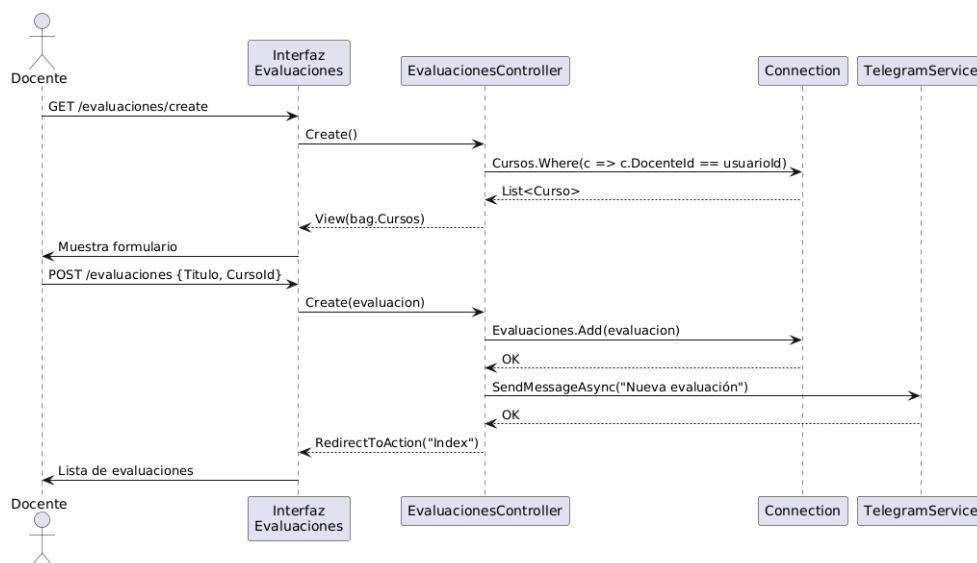 Docente
Interfaz
Evaluaciones
EvaluacionesController
Connection
TelegramService
GET /evaluaciones/create
Create()
Cursos.Where(c => c.DocenteId == usuarioId)
List<Curso>
View(bag.Cursos)
Muestra formulario
POST /evaluaciones {Titulo, CursoId}
Create(evaluacion)
Evaluaciones.Add(evaluacion)
OK
SendMessageAsync("Nueva evaluación")
OK
RedirectToAction("Index")
Lista de evaluaciones
Docente
Interfaz
Evaluaciones
EvaluacionesController
Connection
TelegramService